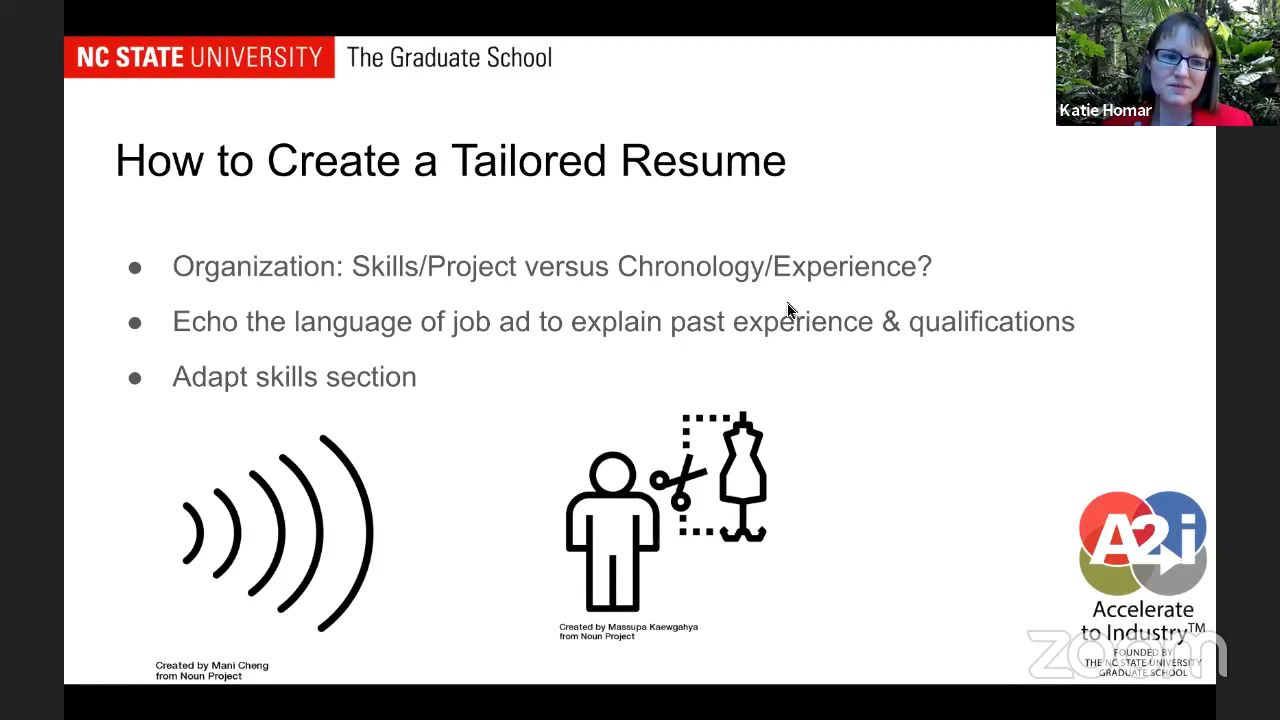 NC STATE UNIVERSITY The Graduate School
Katie Homar
How to Create a Tailored Resume
● Organization: Skills/Project versus Chronology/Experience?
● Echo the language of job ad to explain past experience & qualifications
● Adapt skills section
Created by Massupa Kaewgahya
from Noun Project
Created by Mani Cheng
from Noun Project
A2i
Accelerate
to Industry™
FOUNDED BY
THE NC STATE UNIVERSITY
GRADUATE SCHOOL
zoom